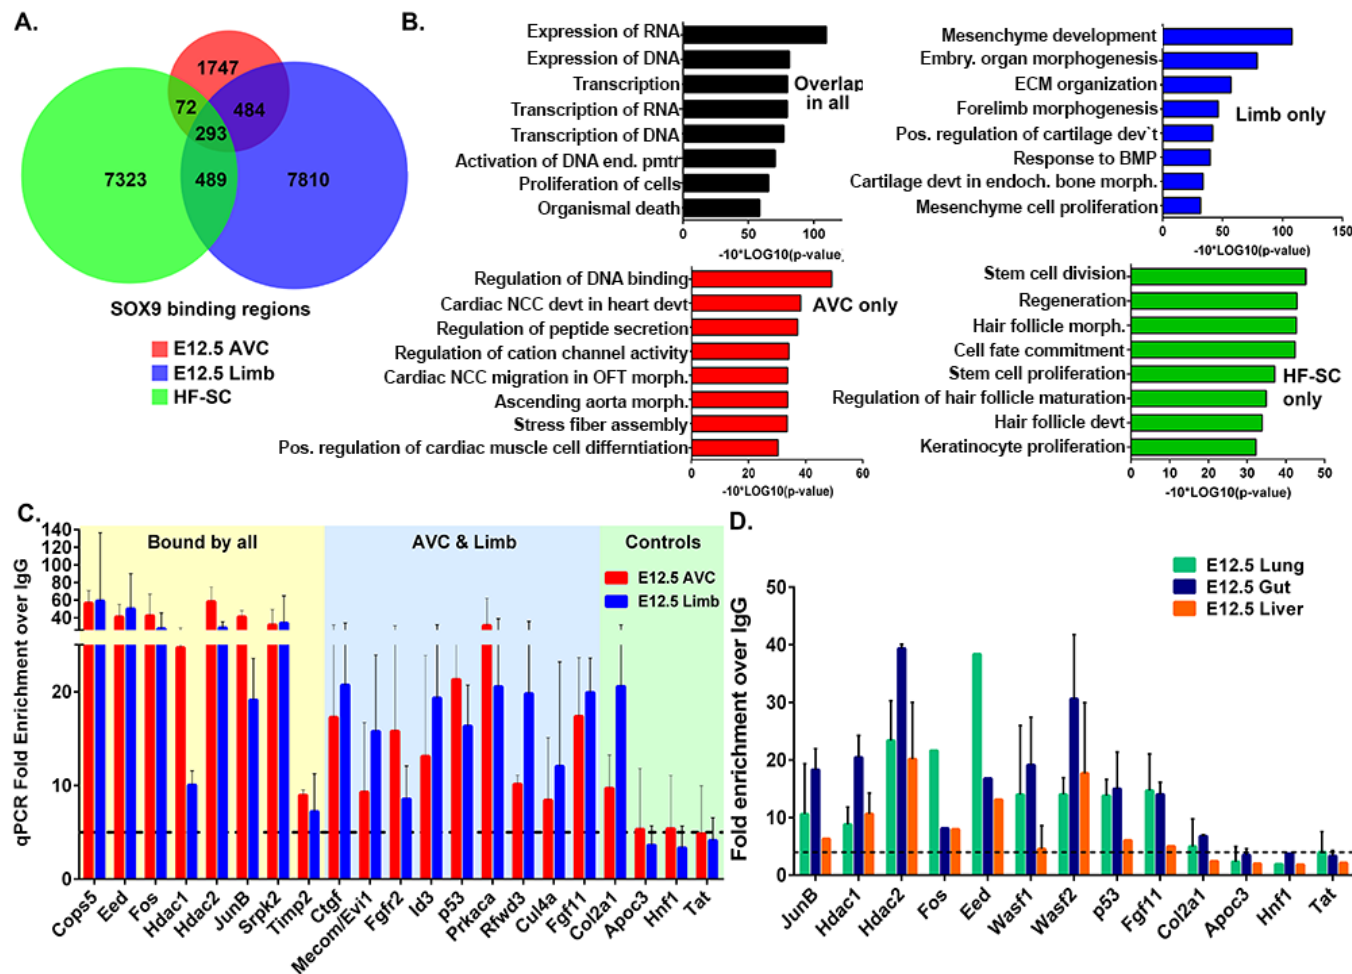 A.
1747
72
484
293
7323
489
7810
SOX9 binding regions
E12.5 AVC
E12.5 Limb
HF-SC
B.
Expression of RNA
Expression of DNA
Transcription
Transcription of RNA
Transcription of DNA
Activation of DNA end. pmtr
Proliferation of cells
Organismal death
Overlap
in all
0
50
100
-10*LOG10(p-value)
Mesenchyme development
Embry. organ morphogenesis
ECM organization
Forelimb morphogenesis
Pos. regulation of cartilage dev`t
Response to BMP
Cartilage devt in endoch. bone morph.
Mesenchyme cell proliferation
Limb only
0
50
100
150
-10*LOG10(p-value)
Regulation of DNA binding
Cardiac NCC devt in heart devt
Regulation of peptide secretion
Regulation of cation channel activity
Cardiac NCC migration in OFT morph.
Ascending aorta morph.
Stress fiber assembly
Pos. regulation of cardiac muscle cell differntiation
AVC only
0
20
40
60
-10*LOG10(p-value)
Stem cell division
Regeneration
Hair follicle morph.
Cell fate commitment
Stem cell proliferation
Regulation of hair follicle maturation
Hair follicle devt
Keratinocyte proliferation
HF-SC
only
0
10
20
30
40
50
-10*LOG10(p-value)
C.
qPCR Fold Enrichment over IgG
140
120
100
80
60
40
20
10
0
Bound by all
AVC & Limb
Controls
E12.5 AVC
E12.5 Limb
Cops5
Eed
Fos
Hdac1
Hdac2
JunB
Srpk2
Timp2
Ctgf
Mecom/Evi1
Fgfr2
Id3
p53
Prkaca
Rfwd3
Cul4a
Fgf11
Col2a1
Apoc3
Hnf1
Tat
D.
Fold enrichment over IgG
50
40
30
20
10
0
E12.5 Lung
E12.5 Gut
E12.5 Liver
JunB
Hdac1
Hdac2
Fos
Eed
Wasf1
Wasf2
p53
Fgf11
Col2a1
Apoc3
Hnf1
Tat